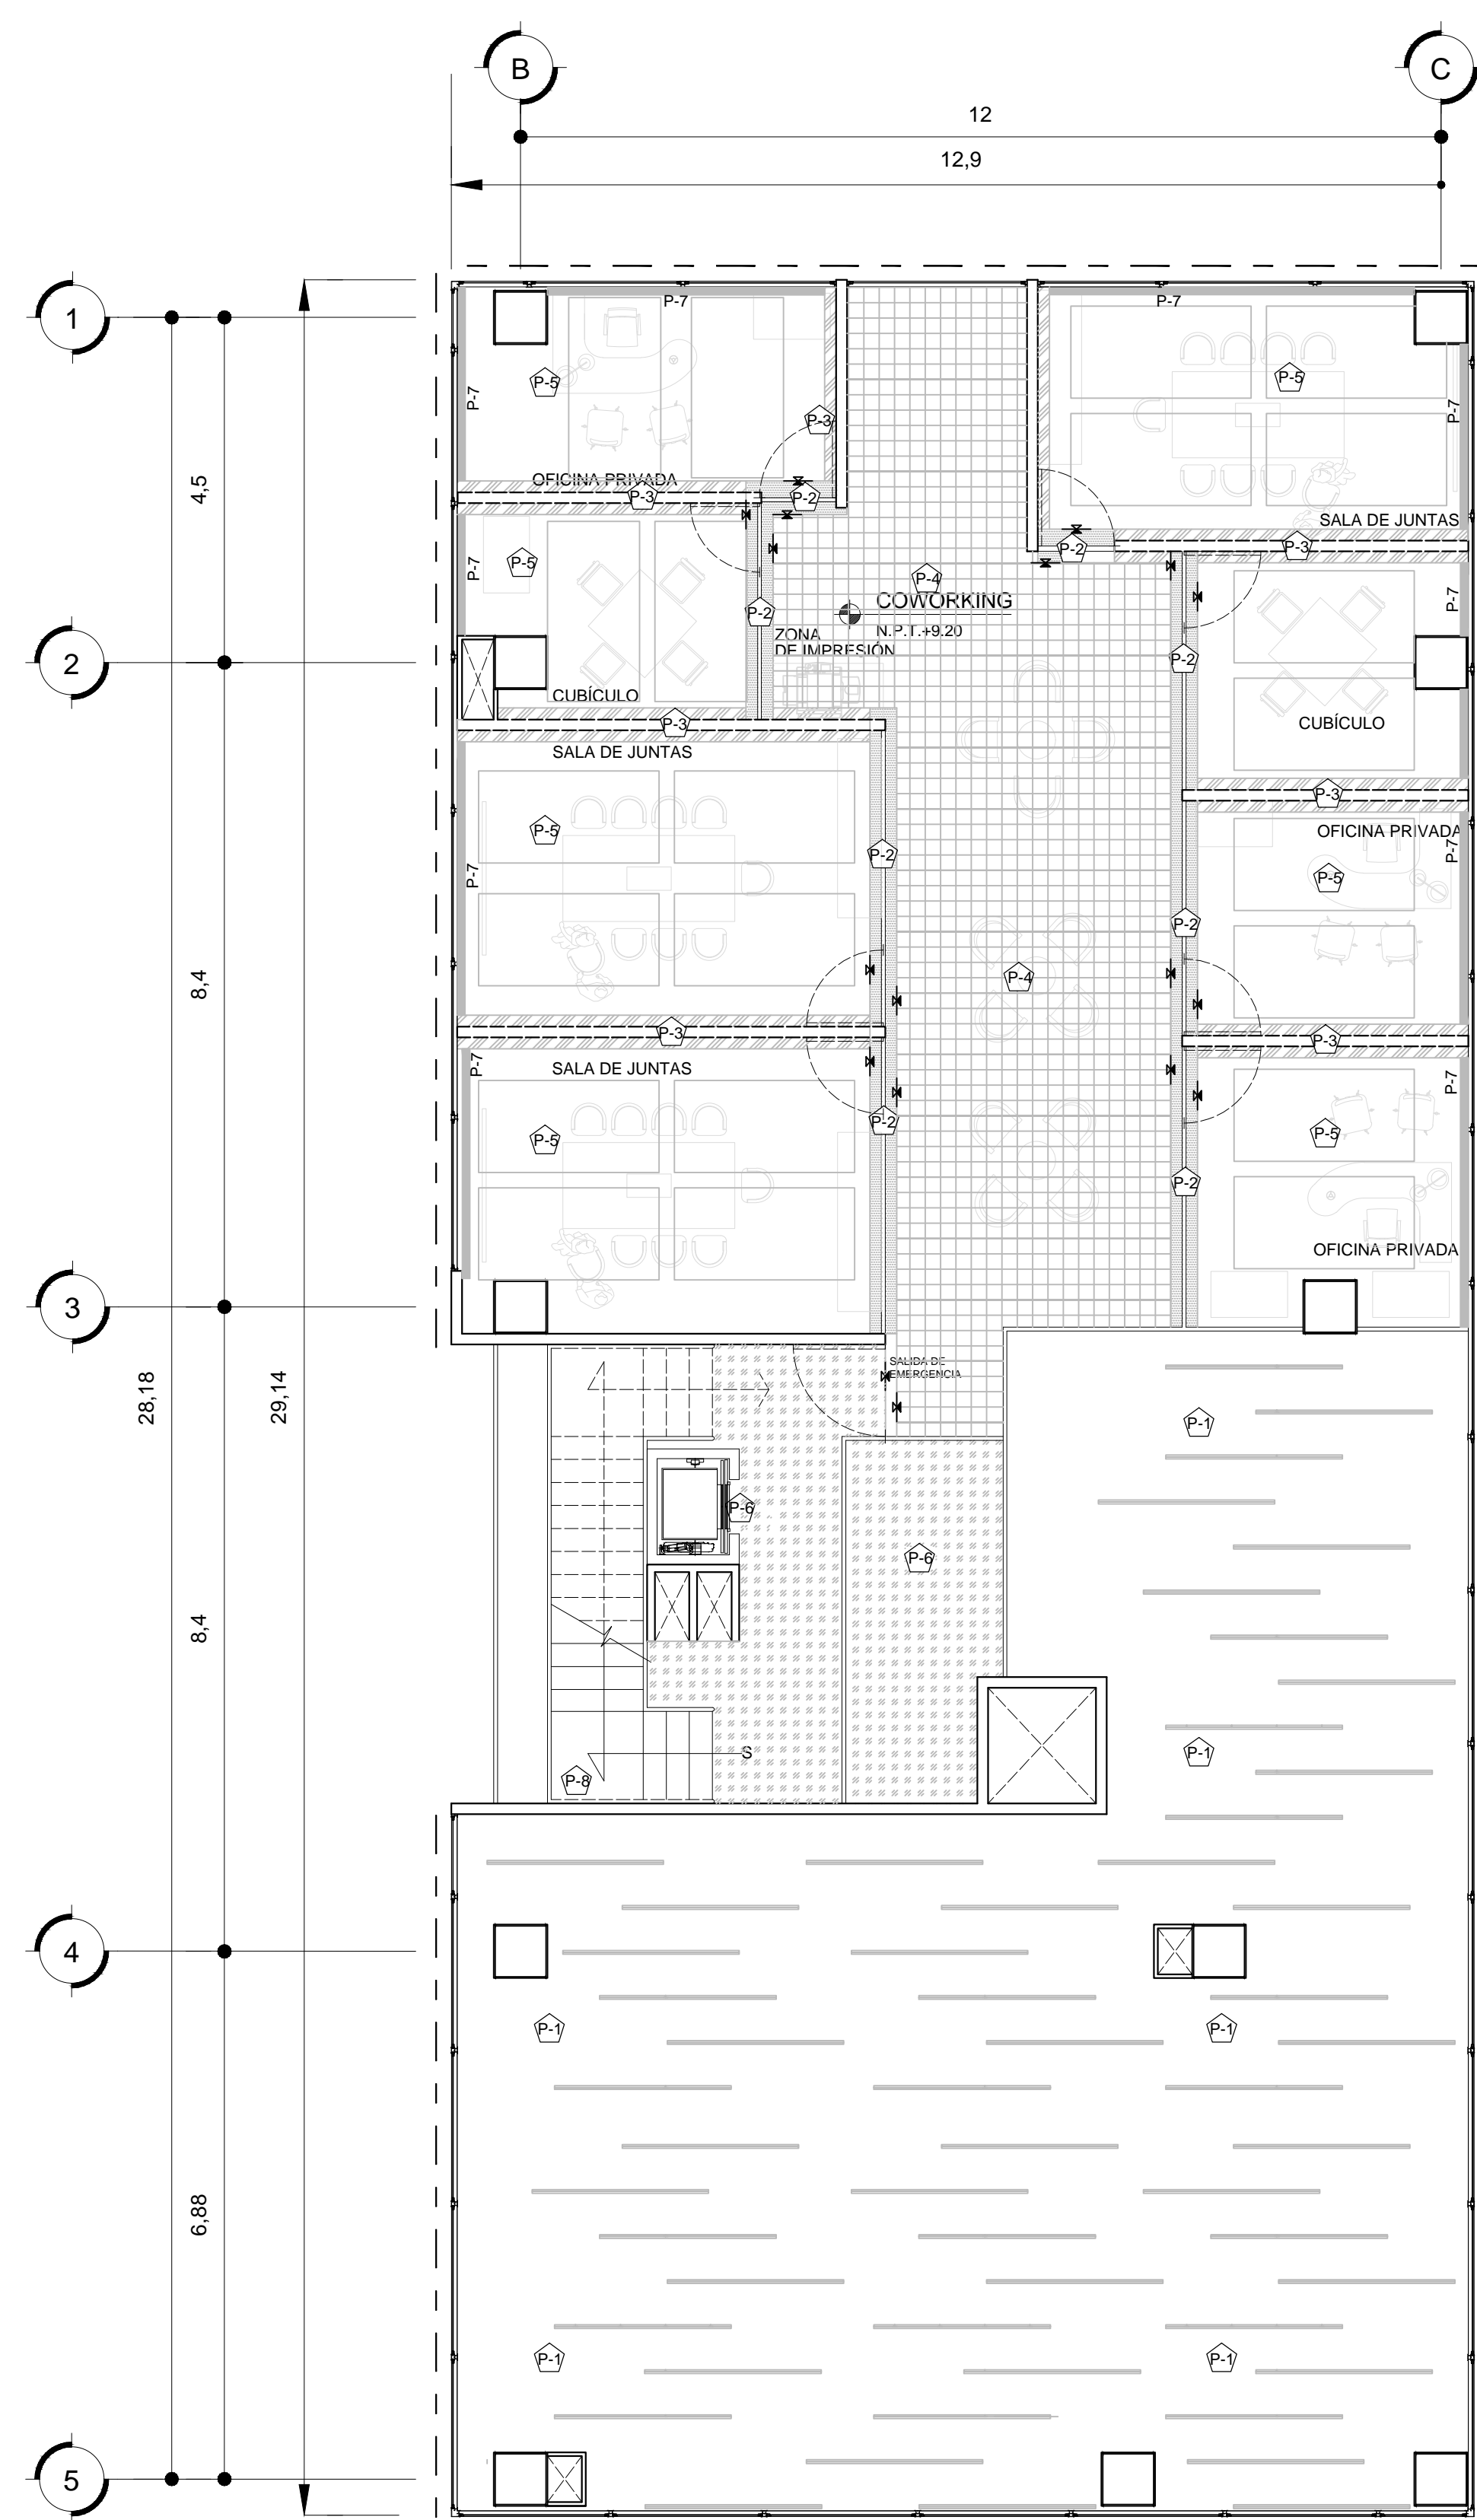 B
C
12
12,9
1
P-7
P-7
P-5
P-5
P-7
P-7
P-3
4,5
OFICINA PRIVADA
P-3
P-2
SALA DE JUNTAS
P-2
P-3
P-7
P-5
P-4
COWORKING
P-7
P-2
N.P.T.+9.20
ZONA
DE IMPRESIÓN
2
P-2
CUBÍCULO
P-3
CUBÍCULO
SALA DE JUNTAS
P-3
P-5
OFICINA PRIVADA
P-7
P-2
P-7
P-5
P-2
8,4
P-4
P-3
P-3
P-7
SALA DE JUNTAS
P-7
P-2
P-5
P-5
P-2
OFICINA PRIVADA
3
SALIDA DE
EMERGENCIA
28,18
29,14
P-1
P-6
P-6
8,4
S
P-1
P-8
4
P-1
P-1
6,88
P-1
P-1
5